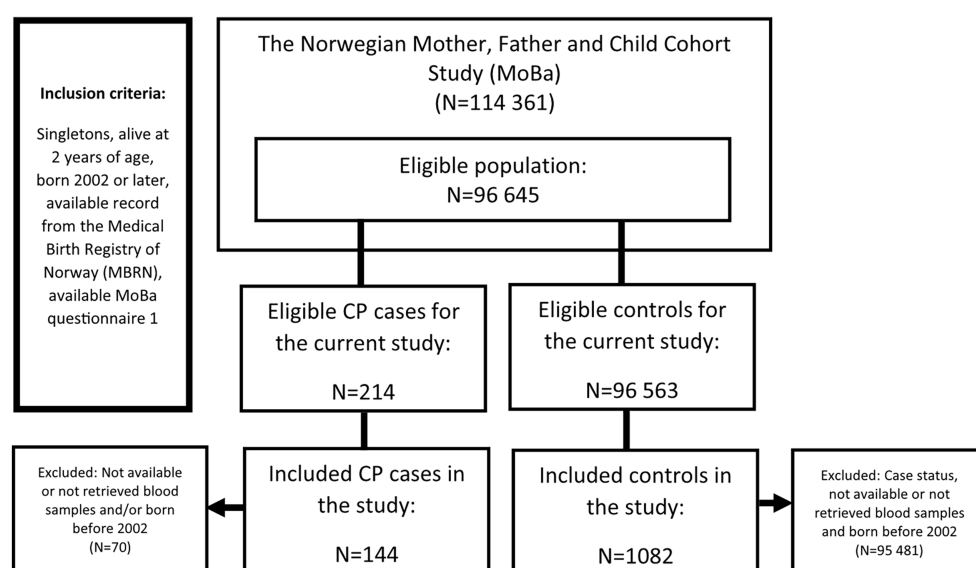 Inclusion criteria:
Singletons, alive at
2 years of age,
born 2002 or later,
available record
from the Medical
Birth Registry of
Norway (MBRN),
available MoBa
questionnaire 1
The Norwegian Mother, Father and Child Cohort
Study (MoBa)
(N=114 361)
Eligible population:
N=96 645
Eligible CP cases for
the current study:
N=214
Eligible controls for
the current study:
N=96 563
Excluded: Not available
or not retrieved blood
samples and/or born
before 2002
(N=70)
Included CP cases in
the study:
N=144
Included controls in
the study:
N=1082
Excluded: Case status,
not available or not
retrieved blood samples
and born before 2002
(N=95 481)